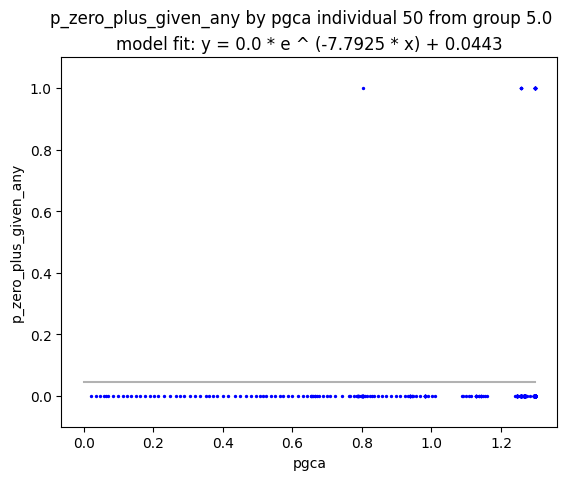 p_zero_plus_given_any by pgca individual 50 from group 5.0
model fit: y = 0.0 * e ^ (-7.7925 * x) + 0.0443
p_zero_plus_given_any
1.0
0.8
0.6
0.4
0.2
0.0
0.0 0.2 0.4 0.6 0.8 1.0 1.2
pgca